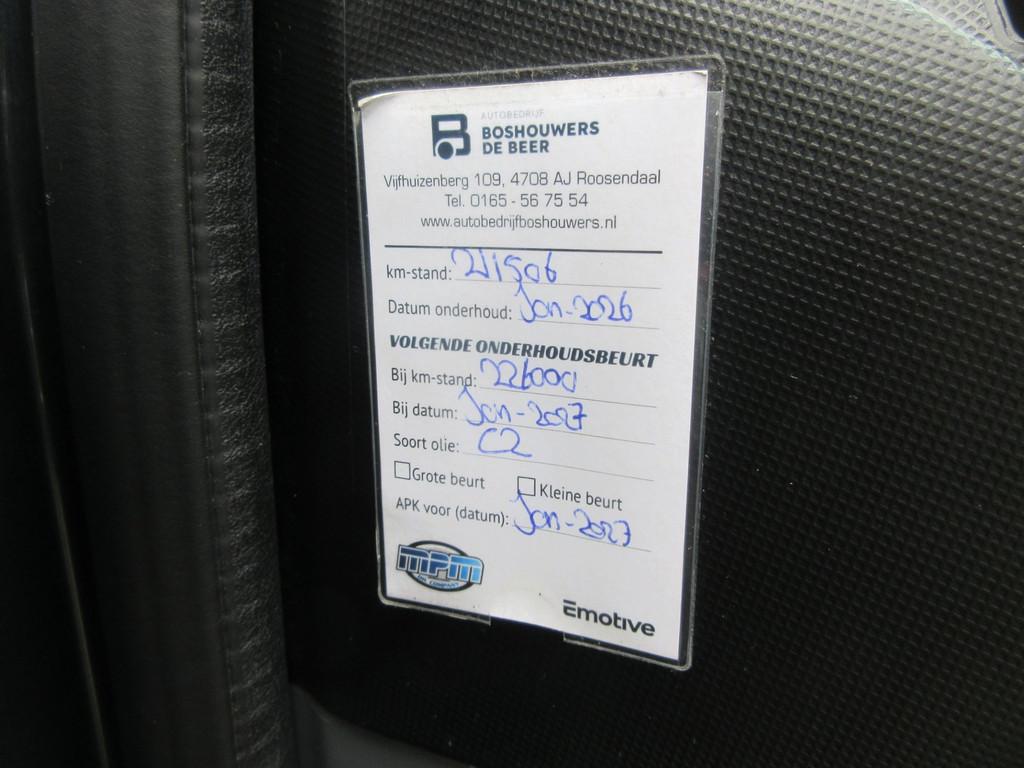 AUTOBEDRIJF
BOSHOUWERS
DE BEER
Vijfhuizenberg 109, 4708 AJ Roosendaal
Tel. 0165 - 56 75 54
www.autobedrijfboshouwers.nl
km-stand: 211506
Datum onderhoud: Jan-2026
VOLGENDE ONDERHOUDSBEURT
Bij km-stand: 226000
Bij datum: Jan-2027
Soort olie: C2
Grote beurt Kleine beurt
APK voor (datum): Jan-2027
MPM
OIL COMPANY
Emotive